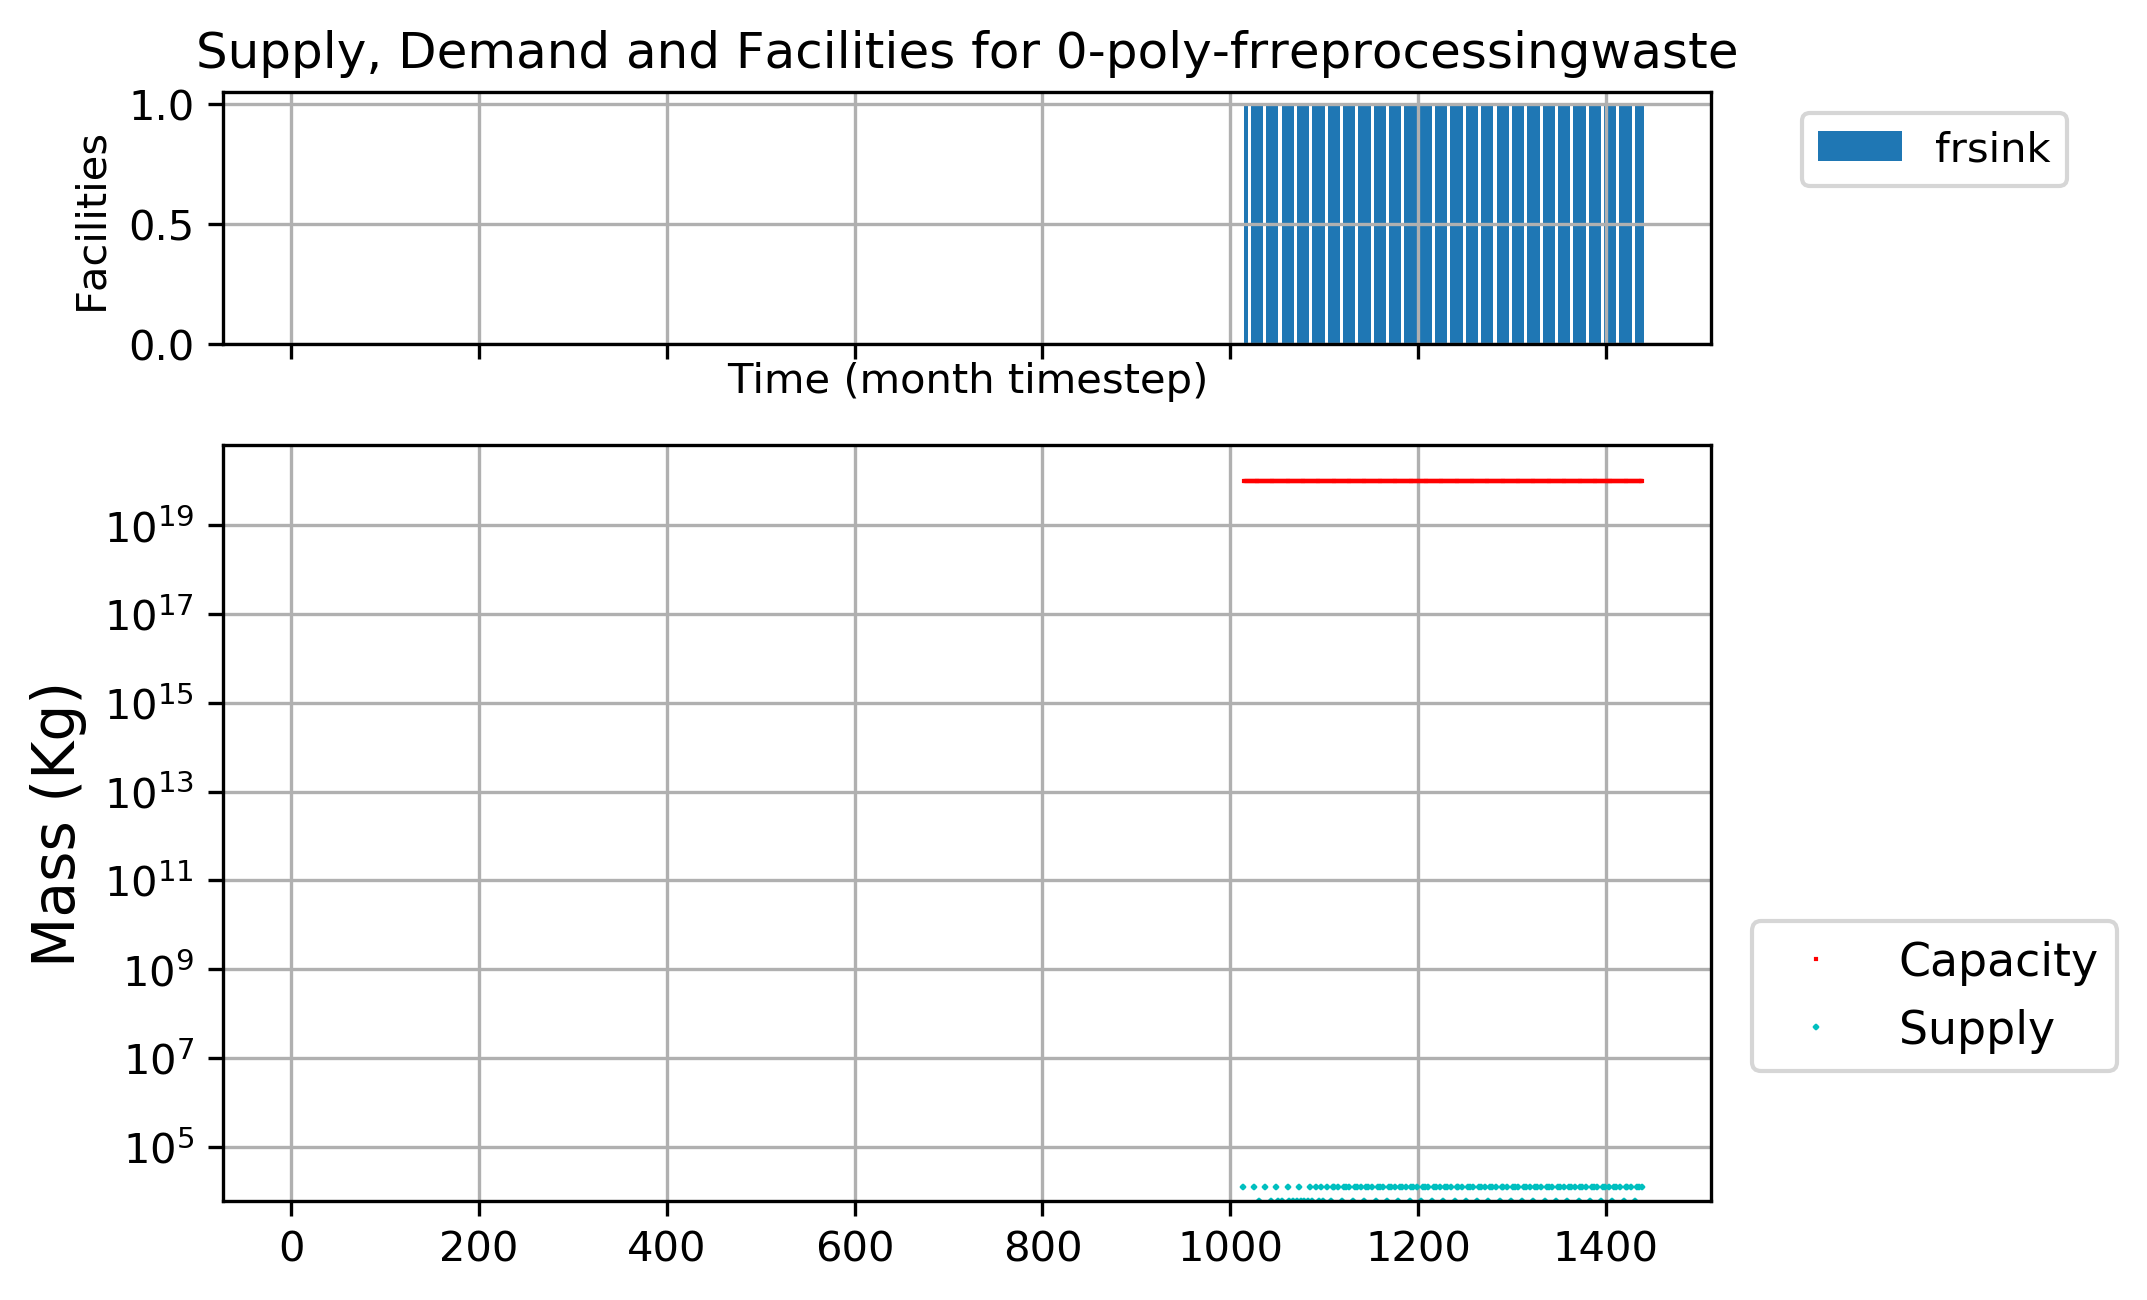 Supply, Demand and Facilities for 0-poly-frreprocessingwaste
1.0
0.5
0.0
Facilities
frsink
Time (month timestep)
10^19
10^17
10^15
10^13
10^11
10^9
10^7
10^5
Mass (Kg)
Capacity
Supply
0 200 400 600 800 1000 1200 1400